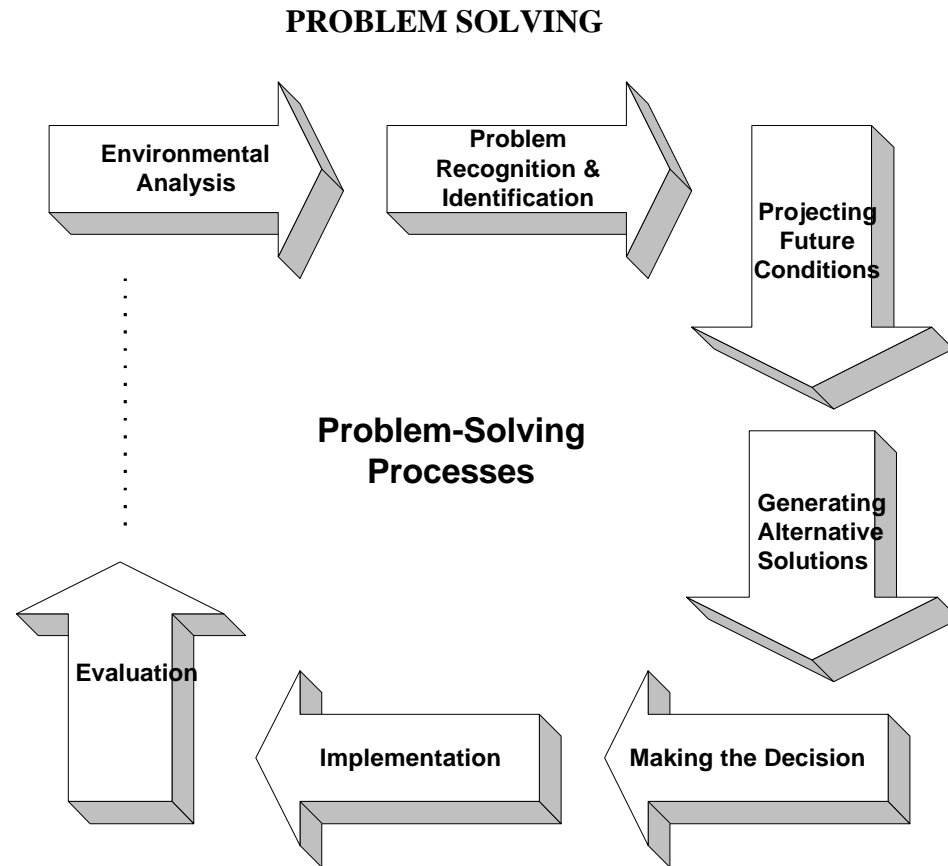 PROBLEM SOLVING
Environmental
Analysis
Problem
Recognition &
Identification
Projecting
Future
Conditions
Problem-Solving
Processes
Generating
Alternative
Solutions
Making the Decision
Implementation
Evaluation